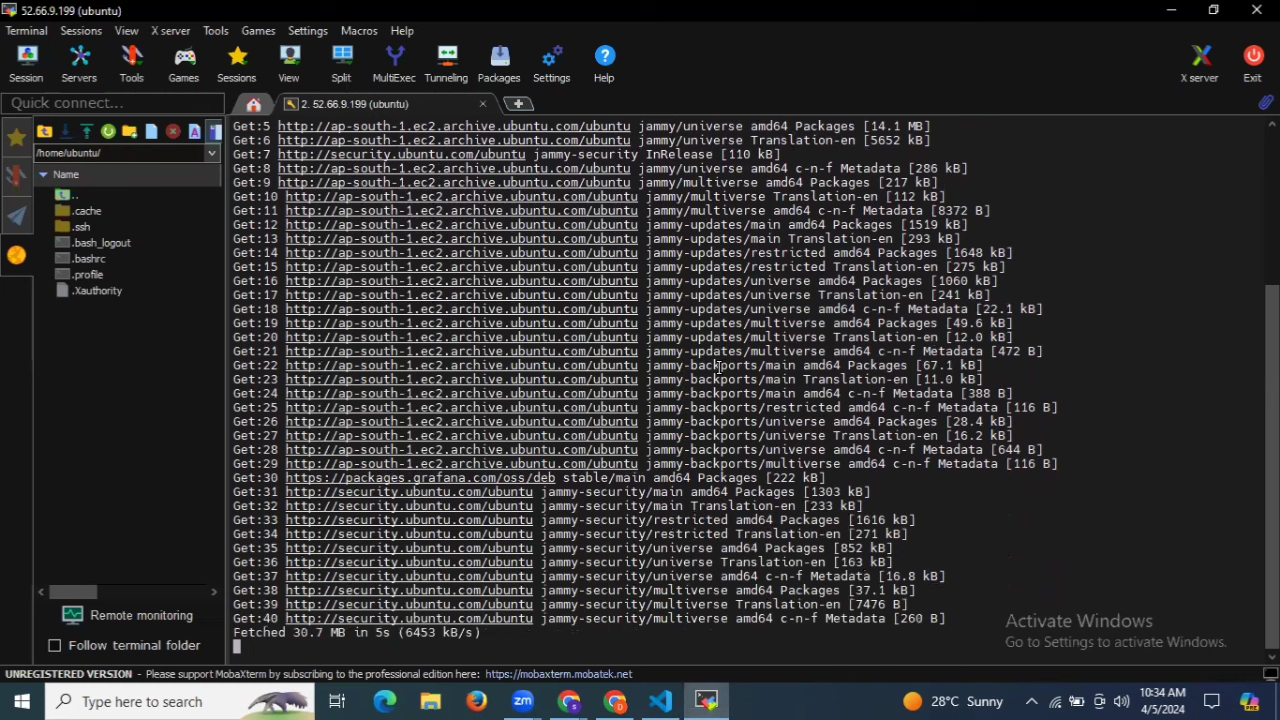 52.66.9.199 (ubuntu)
Terminal Sessions View X server Tools Games Settings Macros Help
Session Servers Tools Games Sessions View Split MultiExec Tunneling Packages Settings Help X server Exit
Quick connect...
2. 52.66.9.199 (ubuntu)
/home/ubuntu/
Name
..
.cache
.ssh
.bash_logout
.bashrc
.profile
.Xauthority
Remote monitoring
Follow terminal folder
Get:5 http://ap-south-1.ec2.archive.ubuntu.com/ubuntu jammy/universe amd64 Packages [14.1 MB]
Get:6 http://ap-south-1.ec2.archive.ubuntu.com/ubuntu jammy/universe Translation-en [5652 kB]
Get:7 http://security.ubuntu.com/ubuntu jammy-security InRelease [110 kB]
Get:8 http://ap-south-1.ec2.archive.ubuntu.com/ubuntu jammy/universe amd64 c-n-f Metadata [286 kB]
Get:9 http://ap-south-1.ec2.archive.ubuntu.com/ubuntu jammy/multiverse amd64 Packages [217 kB]
Get:10 http://ap-south-1.ec2.archive.ubuntu.com/ubuntu jammy/multiverse Translation-en [112 kB]
Get:11 http://ap-south-1.ec2.archive.ubuntu.com/ubuntu jammy/multiverse amd64 c-n-f Metadata [8372 B]
Get:12 http://ap-south-1.ec2.archive.ubuntu.com/ubuntu jammy-updates/main amd64 Packages [1519 kB]
Get:13 http://ap-south-1.ec2.archive.ubuntu.com/ubuntu jammy-updates/main Translation-en [293 kB]
Get:14 http://ap-south-1.ec2.archive.ubuntu.com/ubuntu jammy-updates/restricted amd64 Packages [1648 kB]
Get:15 http://ap-south-1.ec2.archive.ubuntu.com/ubuntu jammy-updates/restricted Translation-en [275 kB]
Get:16 http://ap-south-1.ec2.archive.ubuntu.com/ubuntu jammy-updates/universe amd64 Packages [1060 kB]
Get:17 http://ap-south-1.ec2.archive.ubuntu.com/ubuntu jammy-updates/universe Translation-en [241 kB]
Get:18 http://ap-south-1.ec2.archive.ubuntu.com/ubuntu jammy-updates/universe amd64 c-n-f Metadata [22.1 kB]
Get:19 http://ap-south-1.ec2.archive.ubuntu.com/ubuntu jammy-updates/multiverse amd64 Packages [49.6 kB]
Get:20 http://ap-south-1.ec2.archive.ubuntu.com/ubuntu jammy-updates/multiverse Translation-en [12.0 kB]
Get:21 http://ap-south-1.ec2.archive.ubuntu.com/ubuntu jammy-updates/multiverse amd64 c-n-f Metadata [472 B]
Get:22 http://ap-south-1.ec2.archive.ubuntu.com/ubuntu jammy-backports/main amd64 Packages [67.1 kB]
Get:23 http://ap-south-1.ec2.archive.ubuntu.com/ubuntu jammy-backports/main Translation-en [11.0 kB]
Get:24 http://ap-south-1.ec2.archive.ubuntu.com/ubuntu jammy-backports/main amd64 c-n-f Metadata [388 B]
Get:25 http://ap-south-1.ec2.archive.ubuntu.com/ubuntu jammy-backports/restricted amd64 c-n-f Metadata [116 B]
Get:26 http://ap-south-1.ec2.archive.ubuntu.com/ubuntu jammy-backports/universe amd64 Packages [28.4 kB]
Get:27 http://ap-south-1.ec2.archive.ubuntu.com/ubuntu jammy-backports/universe Translation-en [16.2 kB]
Get:28 http://ap-south-1.ec2.archive.ubuntu.com/ubuntu jammy-backports/universe amd64 c-n-f Metadata [644 B]
Get:29 http://ap-south-1.ec2.archive.ubuntu.com/ubuntu jammy-backports/multiverse amd64 c-n-f Metadata [116 B]
Get:30 https://packages.grafana.com/oss/deb stable/main amd64 Packages [222 kB]
Get:31 http://security.ubuntu.com/ubuntu jammy-security/main amd64 Packages [1303 kB]
Get:32 http://security.ubuntu.com/ubuntu jammy-security/main Translation-en [233 kB]
Get:33 http://security.ubuntu.com/ubuntu jammy-security/restricted amd64 Packages [1616 kB]
Get:34 http://security.ubuntu.com/ubuntu jammy-security/restricted Translation-en [271 kB]
Get:35 http://security.ubuntu.com/ubuntu jammy-security/universe amd64 Packages [852 kB]
Get:36 http://security.ubuntu.com/ubuntu jammy-security/universe Translation-en [163 kB]
Get:37 http://security.ubuntu.com/ubuntu jammy-security/universe amd64 c-n-f Metadata [16.8 kB]
Get:38 http://security.ubuntu.com/ubuntu jammy-security/multiverse amd64 Packages [37.1 kB]
Get:39 http://security.ubuntu.com/ubuntu jammy-security/multiverse Translation-en [7476 B]
Get:40 http://security.ubuntu.com/ubuntu jammy-security/multiverse amd64 c-n-f Metadata [260 B]
Fetched 30.7 MB in 5s (6453 kB/s)
Activate Windows
Go to Settings to activate Windows.
UNREGISTERED VERSION - Please support MobaXterm by subscribing to the professional edition here: https://mobaxterm.mobatek.net
Type here to search
28°C Sunny
10:34 AM
4/5/2024